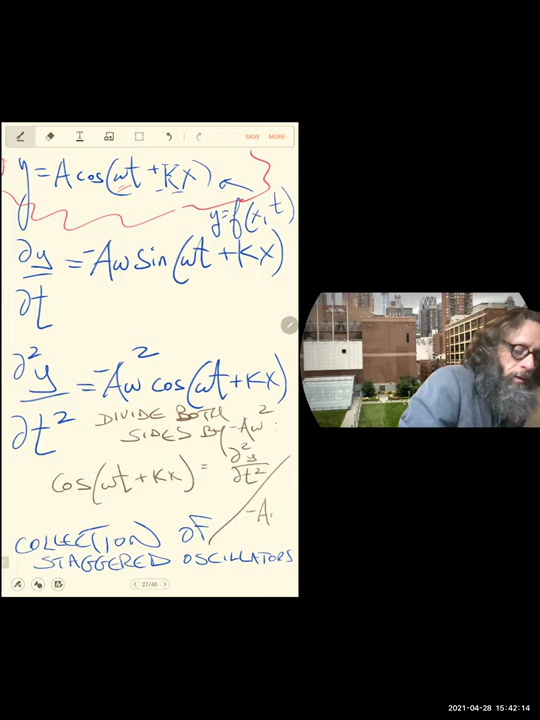 SAVE MORE
y = A cos(ωt + Kx)
y = f(x, t)
∂y/∂t = -Aω sin(ωt + Kx)
∂²y/∂t² = -Aω² cos(ωt + Kx)
DIVIDE BOTH
SIDES BY -Aω² :
cos(ωt + Kx) = ∂²y/∂t² / -A
COLLECTION OF
STAGGERED OSCILLATORS
27/40
2021-04-28 15:42:14